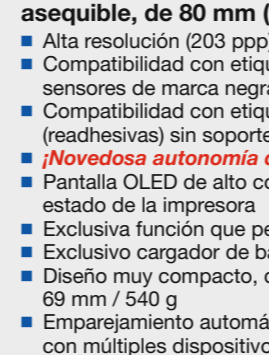 asequible, de 80 mm (
■ Alta resolución (203 ppp)
■ Compatibilidad con
sensores de marca
■ Compatibilidad con
(readhesivas) sin soporte
■ ¡Novedosa autonomía
■ Pantalla OLED de alto
estado de la impresora
■ Exclusiva función que
■ Exclusivo cargador de
■ Diseño muy compacto,
69 mm / 540 g
■ Emparejamiento
con múltiples